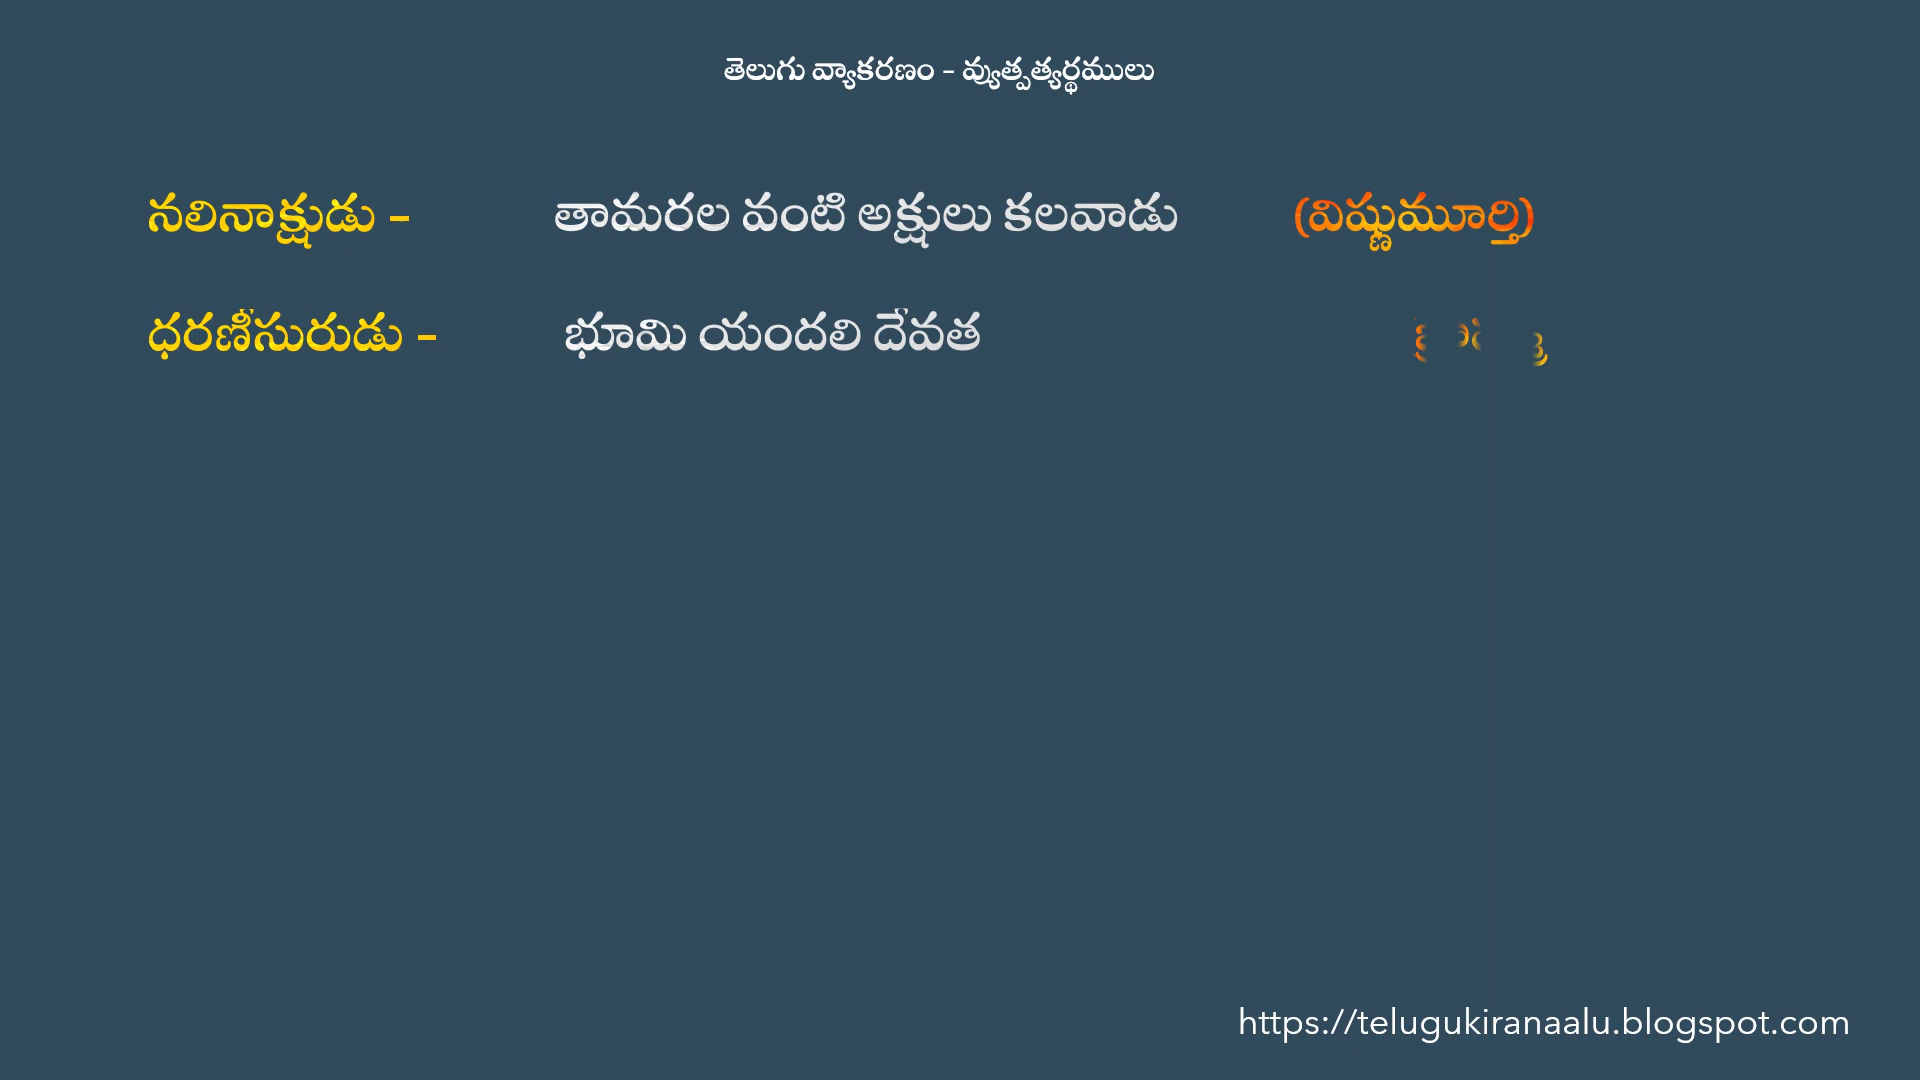 తెలుగు వ్యాకరణం - వ్యుత్పత్యర్థములు
నలినాక్షుడు - తామరల వంటి అక్షులు కలవాడు (విష్ణుమూర్తి)
ధరణీసురుడు - భూమి యందలి దేవత
https://telugukiranaalu.blogspot.com